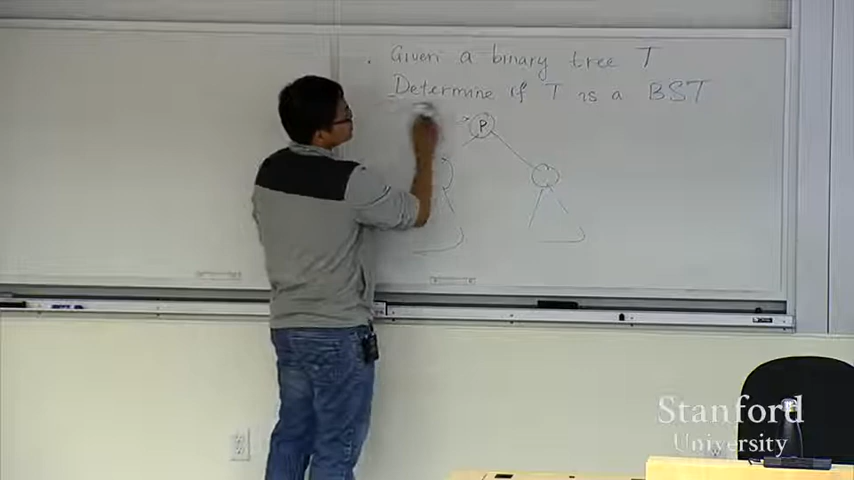 Given a binary tree T
Determine if T is a BST
P
Stanford
University